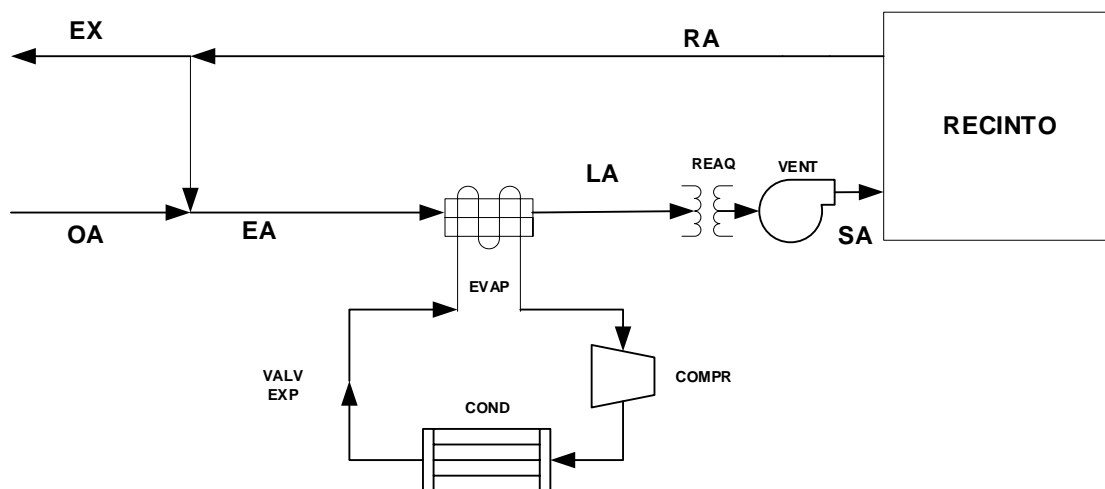 EX
RA
RECINTO
REAQ
VENT
LA
OA
EA
SA
EVAP
VALV
EXP
COMPR
COND